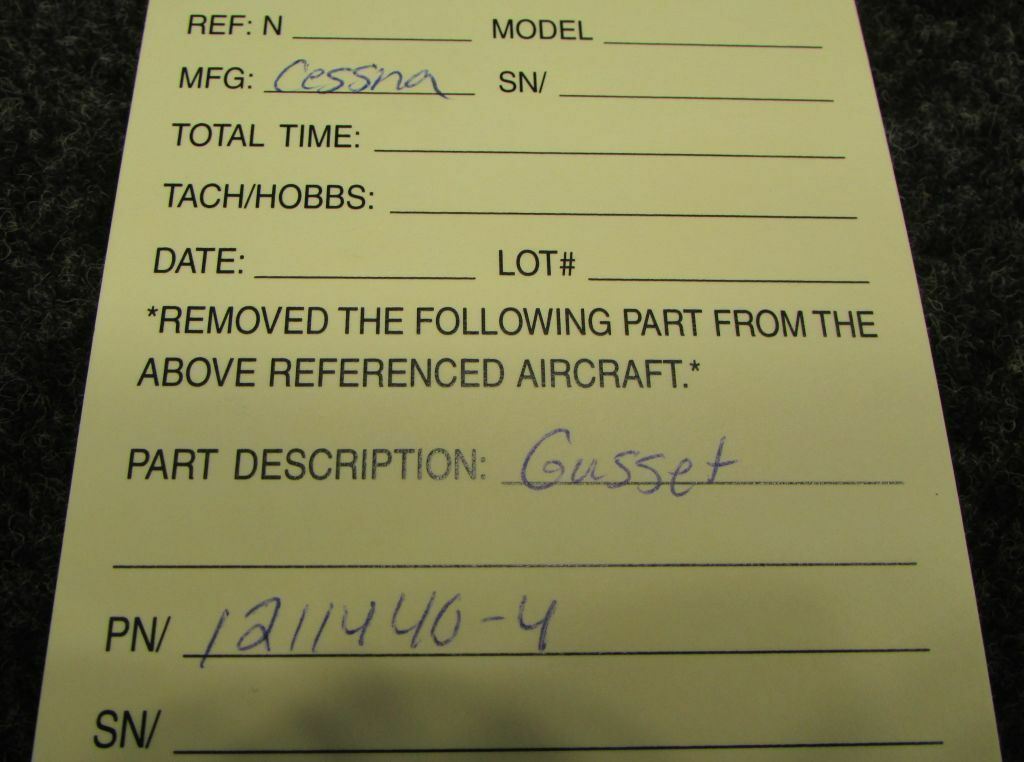 REF: N MODEL
MFG: Cessna SN/
TOTAL TIME:
TACH/HOBBS:
DATE: LOT#
*REMOVED THE FOLLOWING PART FROM THE
ABOVE REFERENCED AIRCRAFT.*
PART DESCRIPTION: Gusset
PN/ 1211440-4
SN/